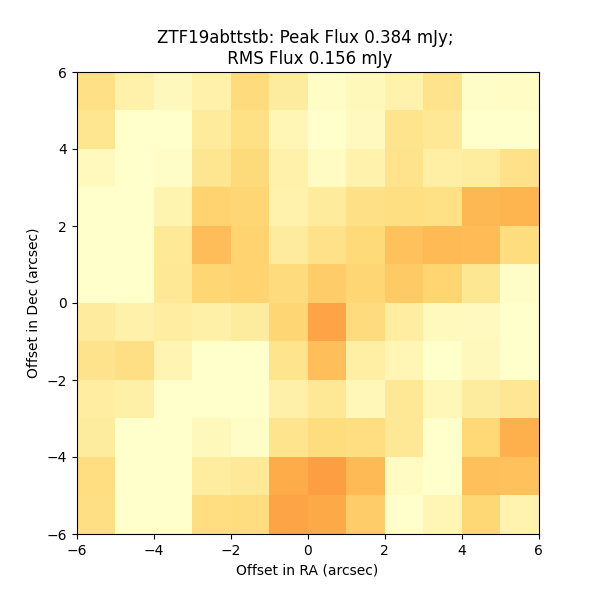 ZTF19abttstb: Peak Flux 0.384 mJy;
RMS Flux 0.156 mJy
6
4
2
0
−2
−4
−6
Offset in Dec (arcsec)
−6 −4 −2 0 2 4 6
Offset in RA (arcsec)